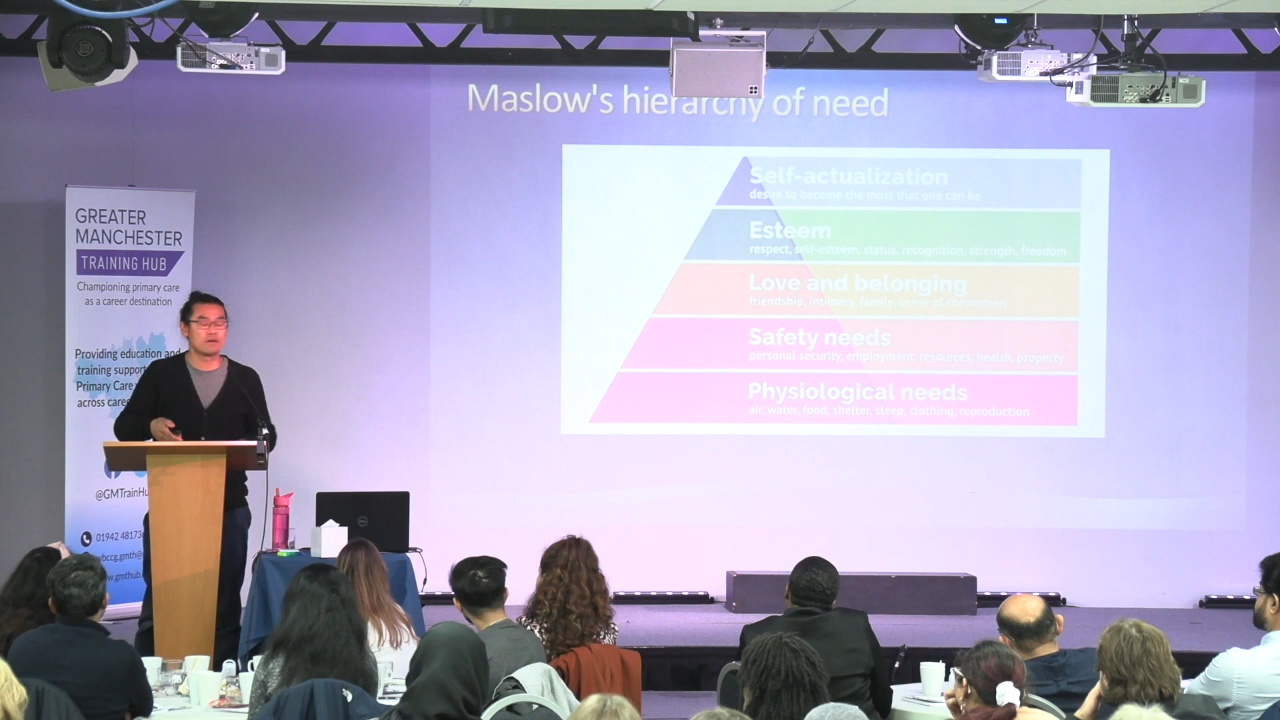 Maslow's hierarchy of need
Self-actualization
desire to become the most that one can be
Esteem
respect, self-esteem, status, recognition, strength, freedom
Love and belonging
friendship, intimacy, family, sense of connection
Safety needs
personal security, employment, resources, health, property
Physiological needs
air, water, food, shelter, sleep, clothing, reproduction
GREATER
MANCHESTER
TRAINING HUB
Championing primary care
as a career destination
Providing education and
training support
Primary Care
across
@GMTrainHu
01942
DELL